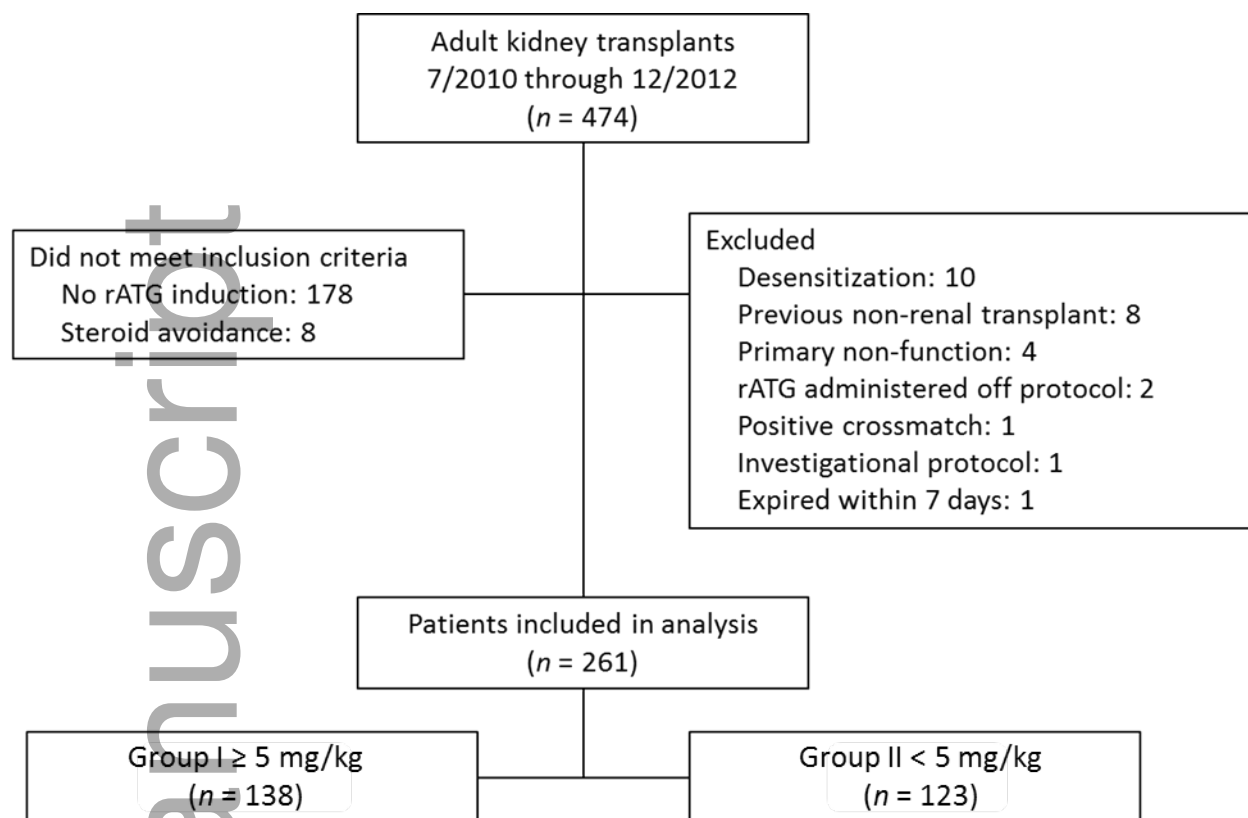 Adult kidney transplants
7/2010 through 12/2012
(n = 474)
Did not meet inclusion criteria
No rATG induction: 178
Steroid avoidance: 8
Excluded
Desensitization: 10
Previous non-renal transplant: 8
Primary non-function: 4
rATG administered off protocol: 2
Positive crossmatch: 1
Investigational protocol: 1
Expired within 7 days: 1
Patients included in analysis
(n = 261)
Group I ≥ 5 mg/kg
(n = 138)
Group II < 5 mg/kg
(n = 123)
anuscript